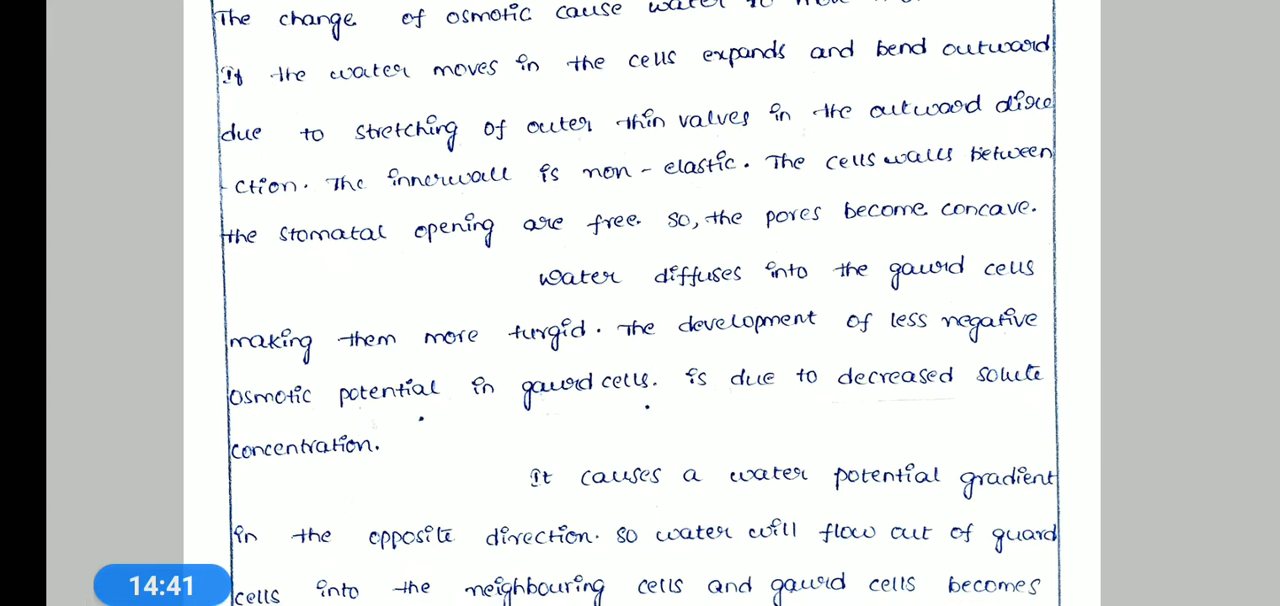 The change of osmotic cause water to
If the water moves in the cells expands and bend outward
due to stretching of outer thin valves in the outward dire
ction. The innerwall is non - elastic. The cells walls between
the stomatal opening are free. So, the pores become concave.
Water diffuses into the gaurd cells
making them more turgid. The development of less negative
osmotic potential in gaurd cells. is due to decreased solute
concentration.
It causes a water potential gradient
in the opposite direction. So water will flow out of guard
cells into the neighbouring cells and gaurd cells becomes
14:41